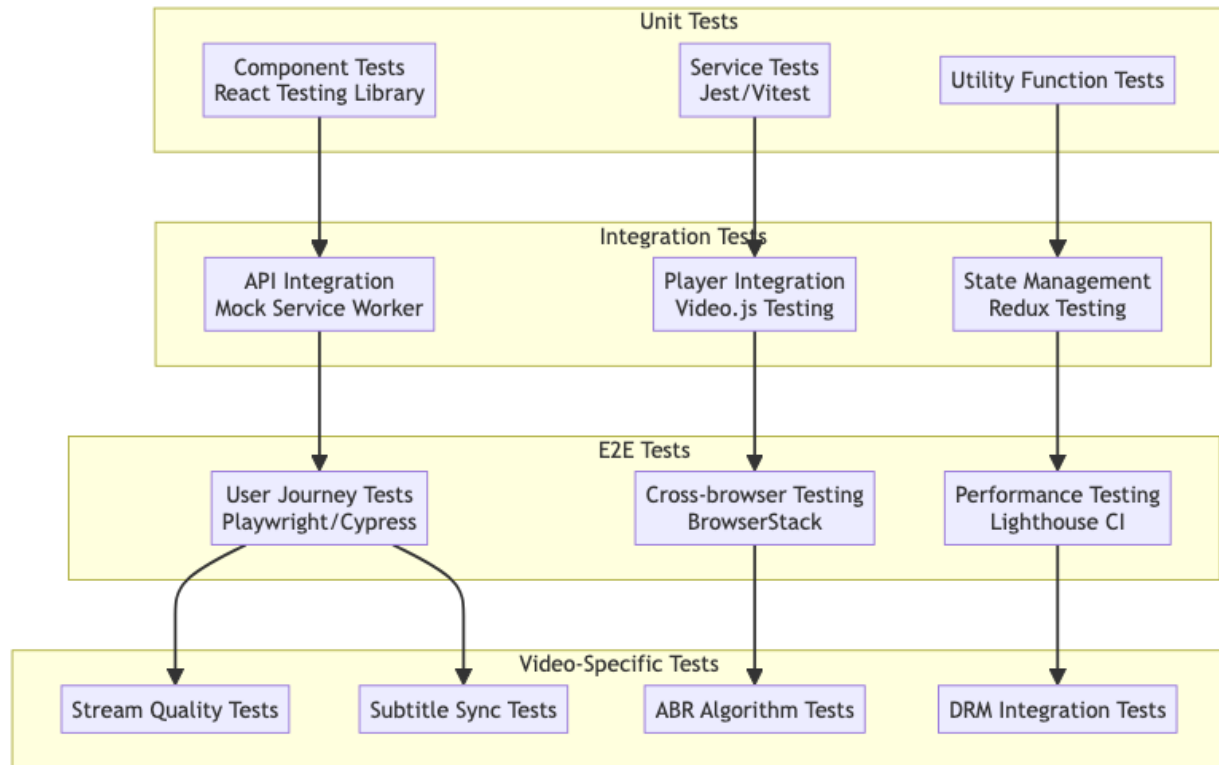 Unit Tests
Component Tests
React Testing Library
Service Tests
Jest/Vitest
Utility Function Tests
Integration Tests
API Integration
Mock Service Worker
Player Integration
Video.js Testing
State Management
Redux Testing
E2E Tests
User Journey Tests
Playwright/Cypress
Cross-browser Testing
BrowserStack
Performance Testing
Lighthouse CI
Video-Specific Tests
Stream Quality Tests
Subtitle Sync Tests
ABR Algorithm Tests
DRM Integration Tests